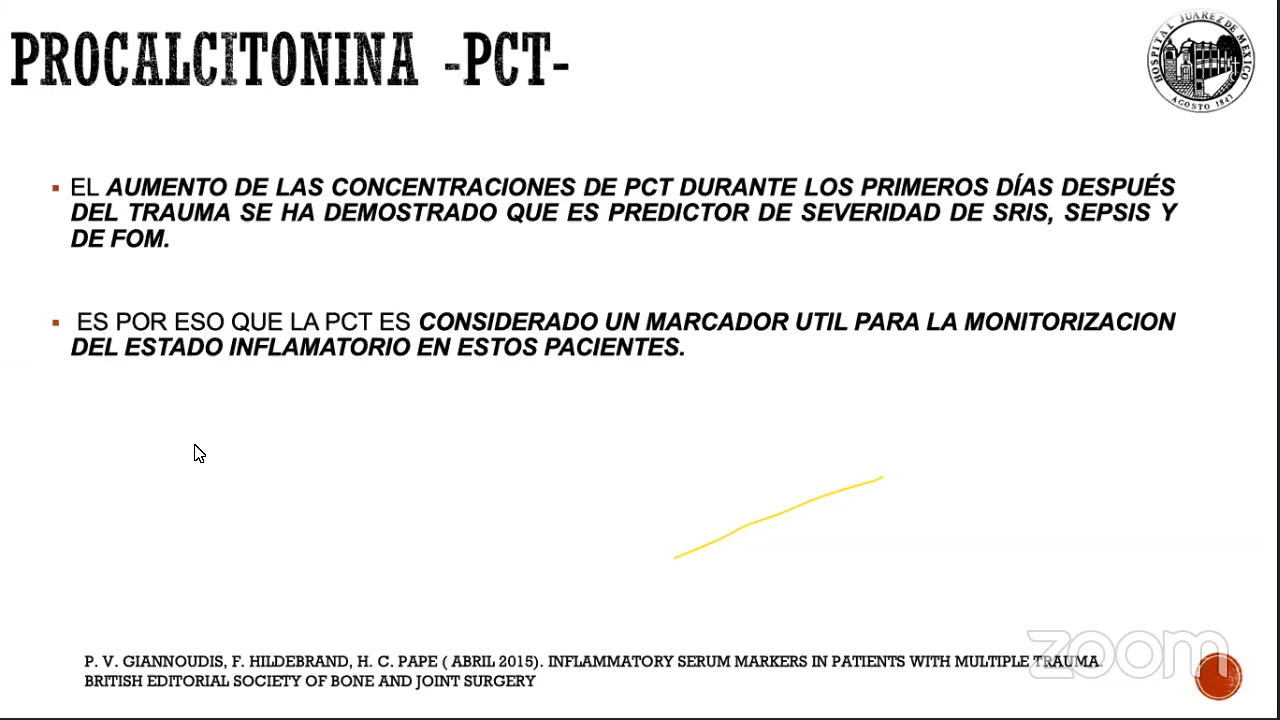 PROCALCITONINA -PCT-
HOSPITAL JUAREZ DE MEXICO
AGOSTO 1847
▪ EL AUMENTO DE LAS CONCENTRACIONES DE PCT DURANTE LOS PRIMEROS DÍAS DESPUÉS
DEL TRAUMA SE HA DEMOSTRADO QUE ES PREDICTOR DE SEVERIDAD DE SRIS, SEPSIS Y
DE FOM.
▪ ES POR ESO QUE LA PCT ES CONSIDERADO UN MARCADOR UTIL PARA LA MONITORIZACION
DEL ESTADO INFLAMATORIO EN ESTOS PACIENTES.
zoom
P. V. GIANNOUDIS, F. HILDEBRAND, H. C. PAPE ( ABRIL 2015). INFLAMMATORY SERUM MARKERS IN PATIENTS WITH MULTIPLE TRAUMA.
BRITISH EDITORIAL SOCIETY OF BONE AND JOINT SURGERY